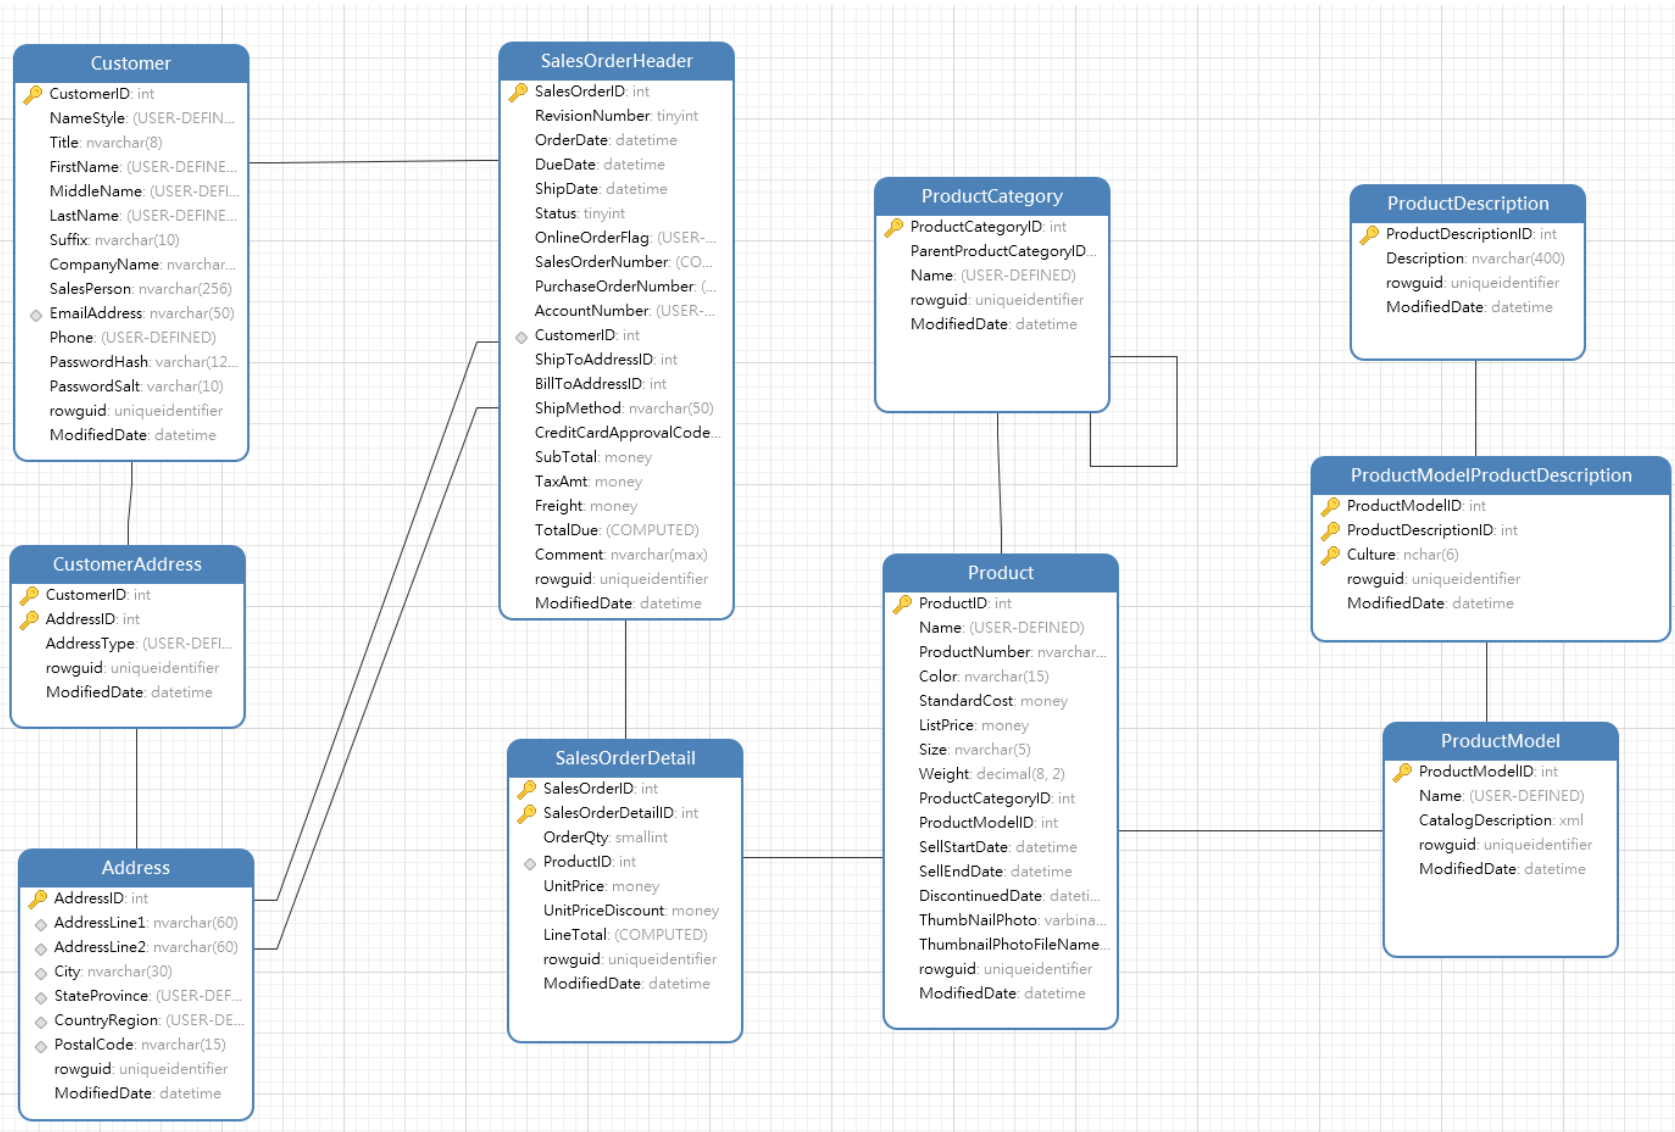 Customer
CustomerID: int
NameStyle: (USER-DEFIN...
Title: nvarchar(8)
FirstName: (USER-DEFINE...
MiddleName: (USER-DEFI...
LastName: (USER-DEFINE...
Suffix: nvarchar(10)
CompanyName: nvarchar...
SalesPerson: nvarchar(256)
EmailAddress: nvarchar(50)
Phone: (USER-DEFINED)
PasswordHash: varchar(12...
PasswordSalt: varchar(10)
rowguid: uniqueidentifier
ModifiedDate: datetime
CustomerAddress
CustomerID: int
AddressID: int
AddressType: (USER-DEFI...
rowguid: uniqueidentifier
ModifiedDate: datetime
Address
AddressID: int
AddressLine1: nvarchar(60)
AddressLine2: nvarchar(60)
City: nvarchar(30)
StateProvince: (USER-DEF...
CountryRegion: (USER-DE...
PostalCode: nvarchar(15)
rowguid: uniqueidentifier
ModifiedDate: datetime
SalesOrderHeader
SalesOrderID: int
RevisionNumber: tinyint
OrderDate: datetime
DueDate: datetime
ShipDate: datetime
Status: tinyint
OnlineOrderFlag: (USER-...
SalesOrderNumber: (CO...
PurchaseOrderNumber: (...
AccountNumber: (USER-...
CustomerID: int
ShipToAddressID: int
BillToAddressID: int
ShipMethod: nvarchar(50)
CreditCardApprovalCode...
SubTotal: money
TaxAmt: money
Freight: money
TotalDue: (COMPUTED)
Comment: nvarchar(max)
rowguid: uniqueidentifier
ModifiedDate: datetime
SalesOrderDetail
SalesOrderID: int
SalesOrderDetailID: int
OrderQty: smallint
ProductID: int
UnitPrice: money
UnitPriceDiscount: money
LineTotal: (COMPUTED)
rowguid: uniqueidentifier
ModifiedDate: datetime
ProductCategory
ProductCategoryID: int
ParentProductCategoryID...
Name: (USER-DEFINED)
rowguid: uniqueidentifier
ModifiedDate: datetime
Product
ProductID: int
Name: (USER-DEFINED)
ProductNumber: nvarchar...
Color: nvarchar(15)
StandardCost: money
ListPrice: money
Size: nvarchar(5)
Weight: decimal(8, 2)
ProductCategoryID: int
ProductModelID: int
SellStartDate: datetime
SellEndDate: datetime
DiscontinuedDate: dateti...
ThumbNailPhoto: varbina...
ThumbnailPhotoFileName...
rowguid: uniqueidentifier
ModifiedDate: datetime
ProductDescription
ProductDescriptionID: int
Description: nvarchar(400)
rowguid: uniqueidentifier
ModifiedDate: datetime
ProductModelProductDescription
ProductModelID: int
ProductDescriptionID: int
Culture: nchar(6)
rowguid: uniqueidentifier
ModifiedDate: datetime
ProductModel
ProductModelID: int
Name: (USER-DEFINED)
CatalogDescription: xml
rowguid: uniqueidentifier
ModifiedDate: datetime